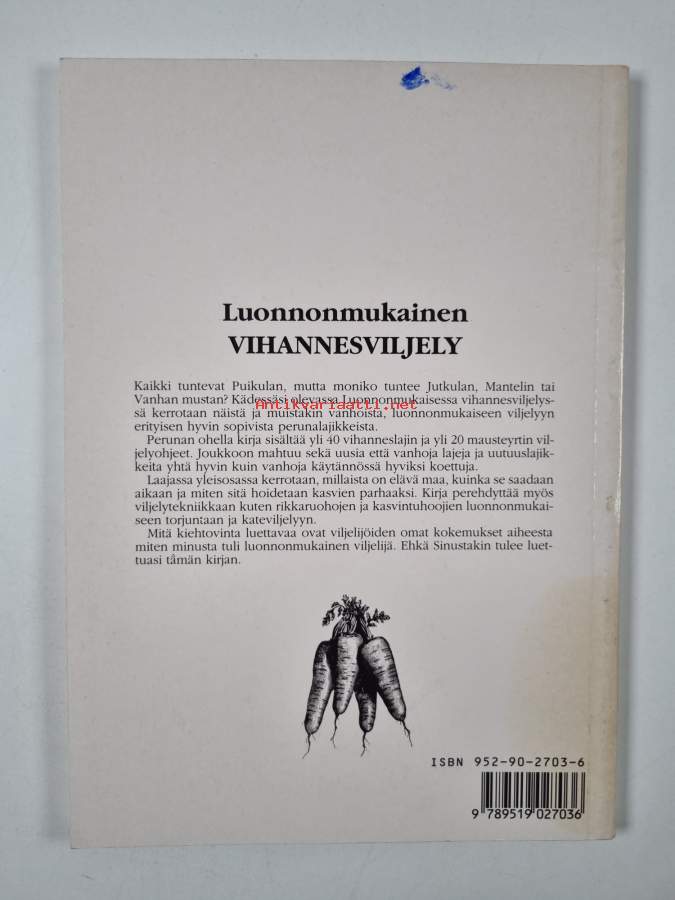 Luonnonmukainen
VIHANNESVILJELY
Kaikki tuntevat Puikulan, mutta moniko tuntee Jutkulan, Mantelin tai
Vanhan mustan? Kädessäsi olevassa Luonnonmukaisessa vihannesviljelys-
Antikvariaatti.net
sä kerrotaan näistä ja muistakin vanhoista, luonnonmukaiseen viljelyyn
erityisen hyvin sopivista perunalajikkeista.
Perunan ohella kirja sisältää yli 40 vihanneslajin ja yli 20 mausteyrtin vil-
jelyohjeet. Joukkoon mahtuu sekä uusia että vanhoja lajeja ja uutuuslajik-
keita yhtä hyvin kuin vanhoja käytännössä hyviksi koettuja.
Laajassa yleisosassa kerrotaan, millaista on elävä maa, kuinka se saadaan
aikaan ja miten sitä hoidetaan kasvien parhaaksi. Kirja perehdyttää myös
viljelytekniikkaan kuten rikkaruohojen ja kasvintuhoojien luonnonmukai-
seen torjuntaan ja kateviljelyyn.
Mitä kiehtovinta luettavaa ovat viljelijöiden omat kokemukset aiheesta
miten minusta tuli luonnonmukainen viljelijä. Ehkä Sinustakin tulee luet-
tuasi tämän kirjan.
ISBN 952-90-2703-6
9 789519 027036